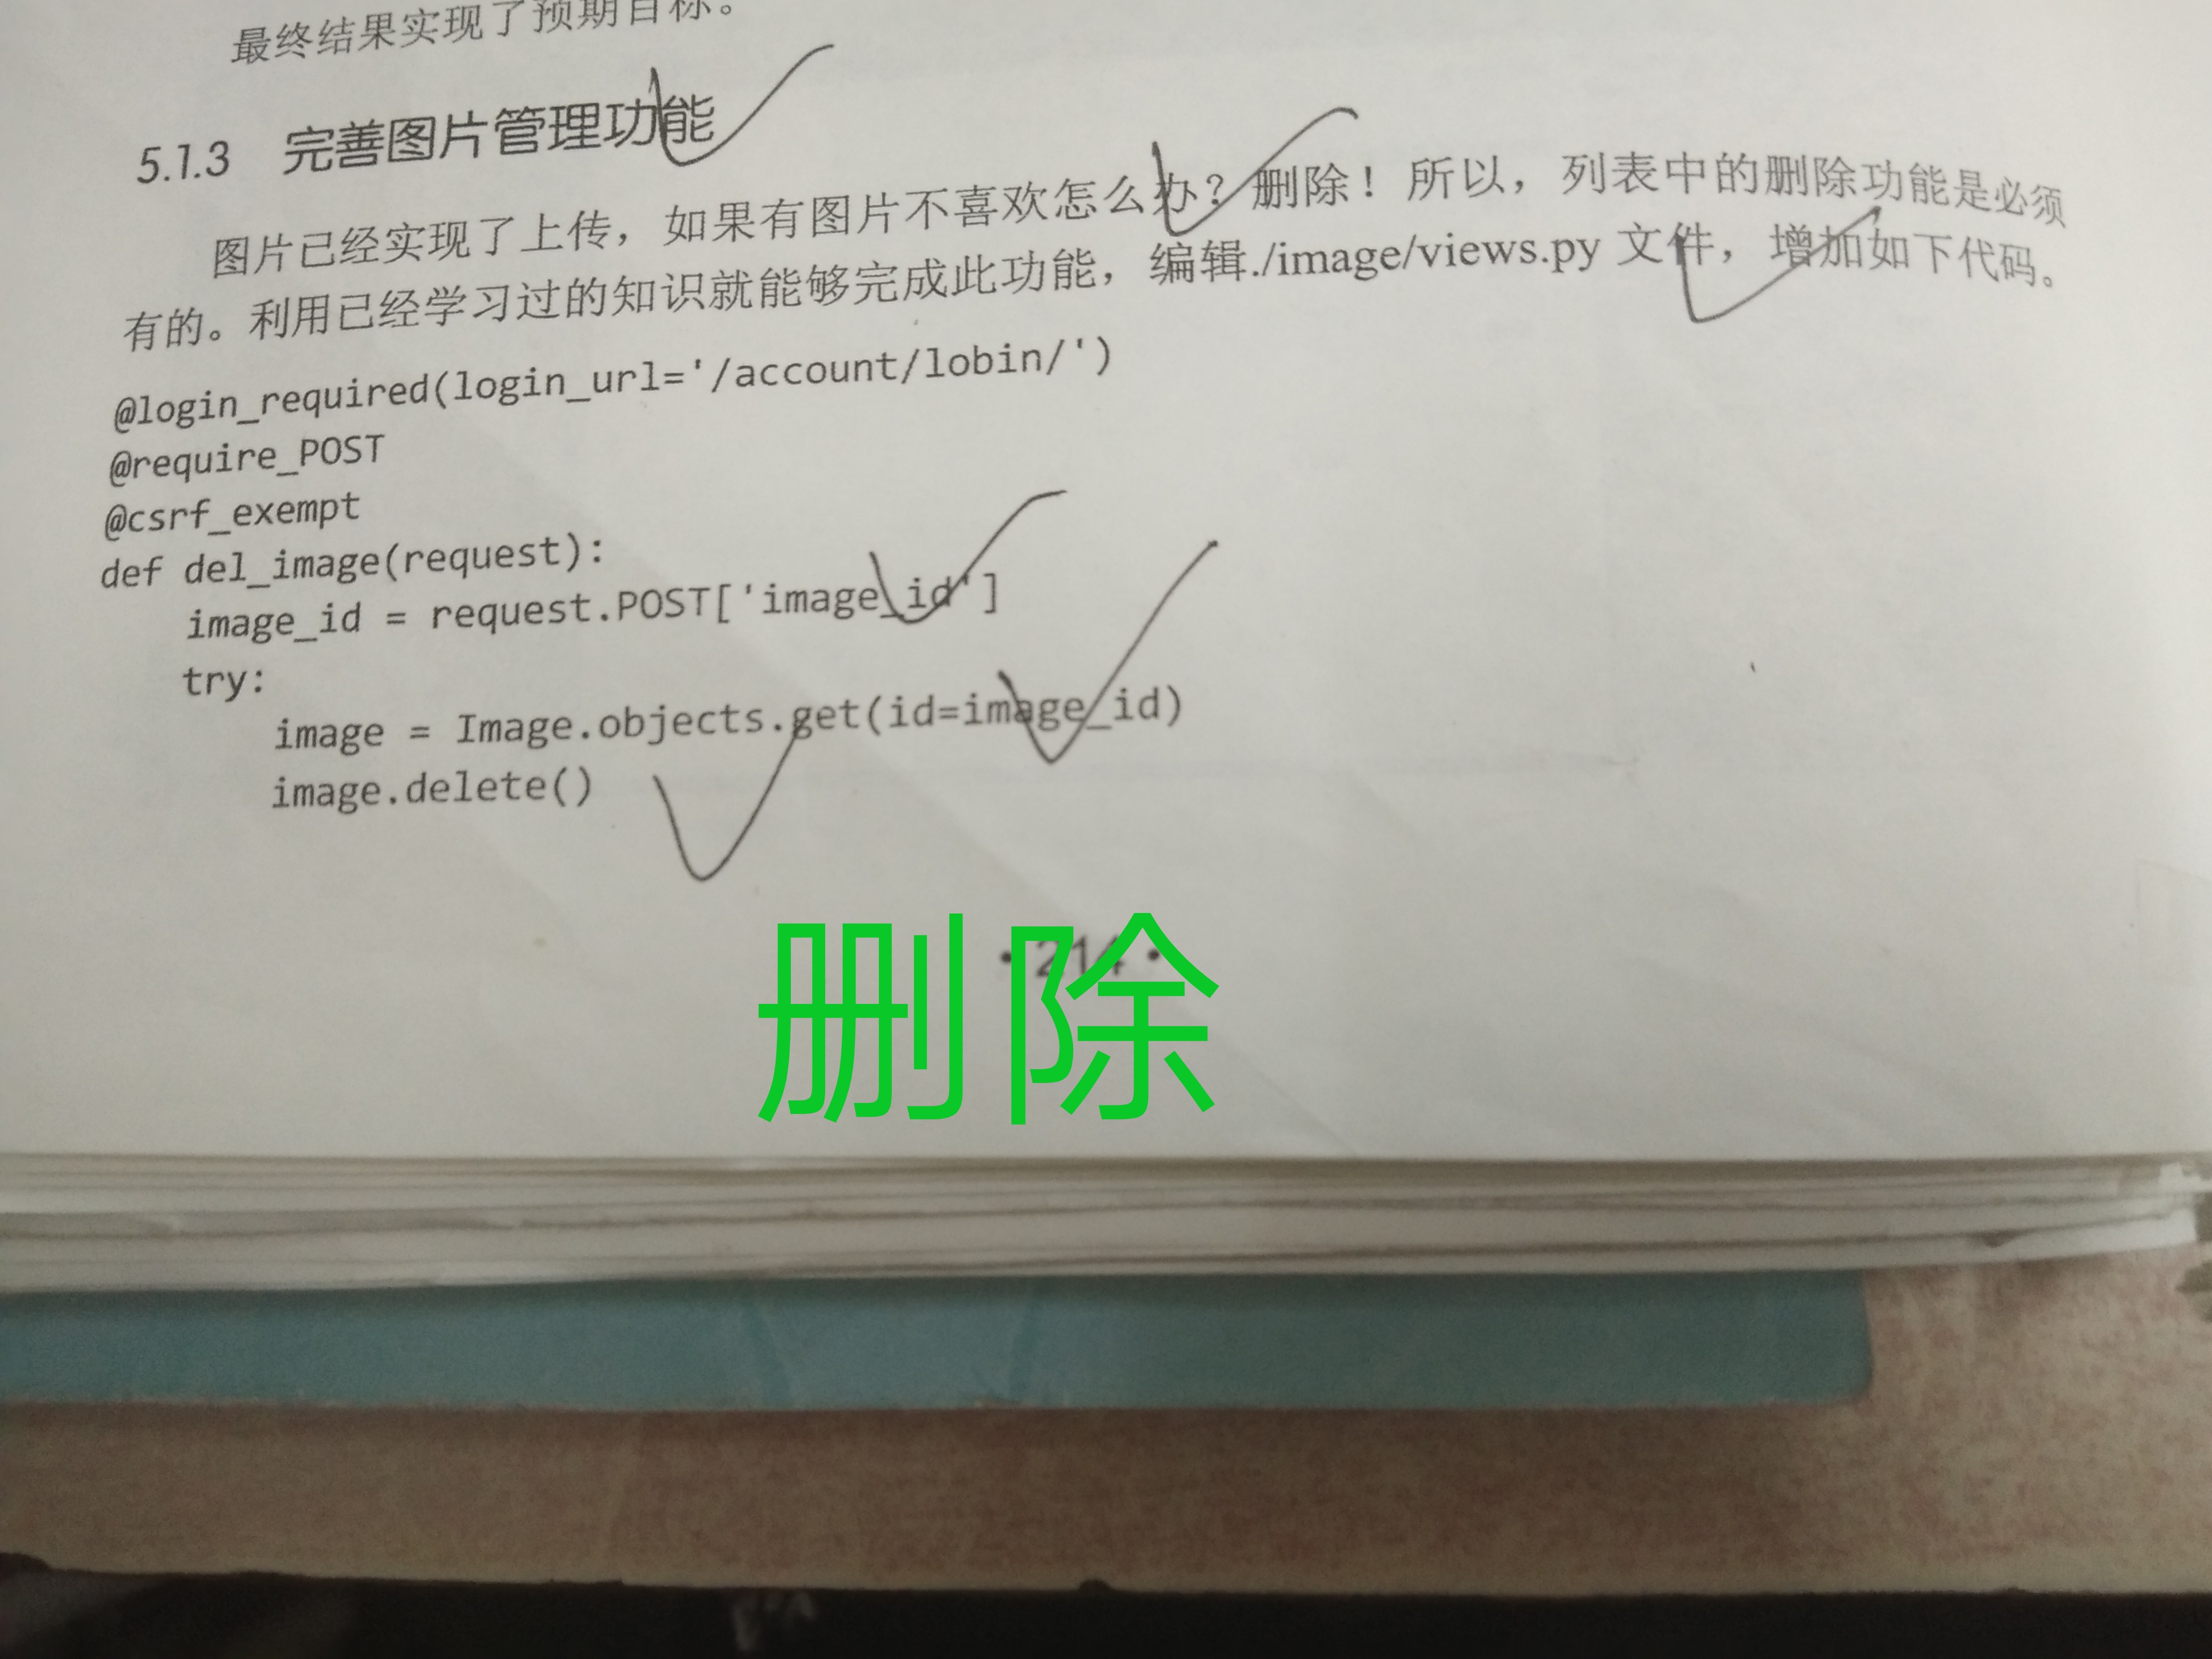 最终结果实现了预期目标。
5.1.3 完善图片管理功能
图片已经实现了上传，如果有图片不喜欢怎么办？删除！所以，列表中的删除功能是必须
有的。利用已经学习过的知识就能够完成此功能，编辑./image/views.py 文件，增加如下代码。
@login_required(login_url='/account/lobin/')
@require_POST
@csrf_exempt
def del_image(request):
    image_id = request.POST['image_id']
    try:
        image = Image.objects.get(id=image_id)
        image.delete()
• 214 •
删除